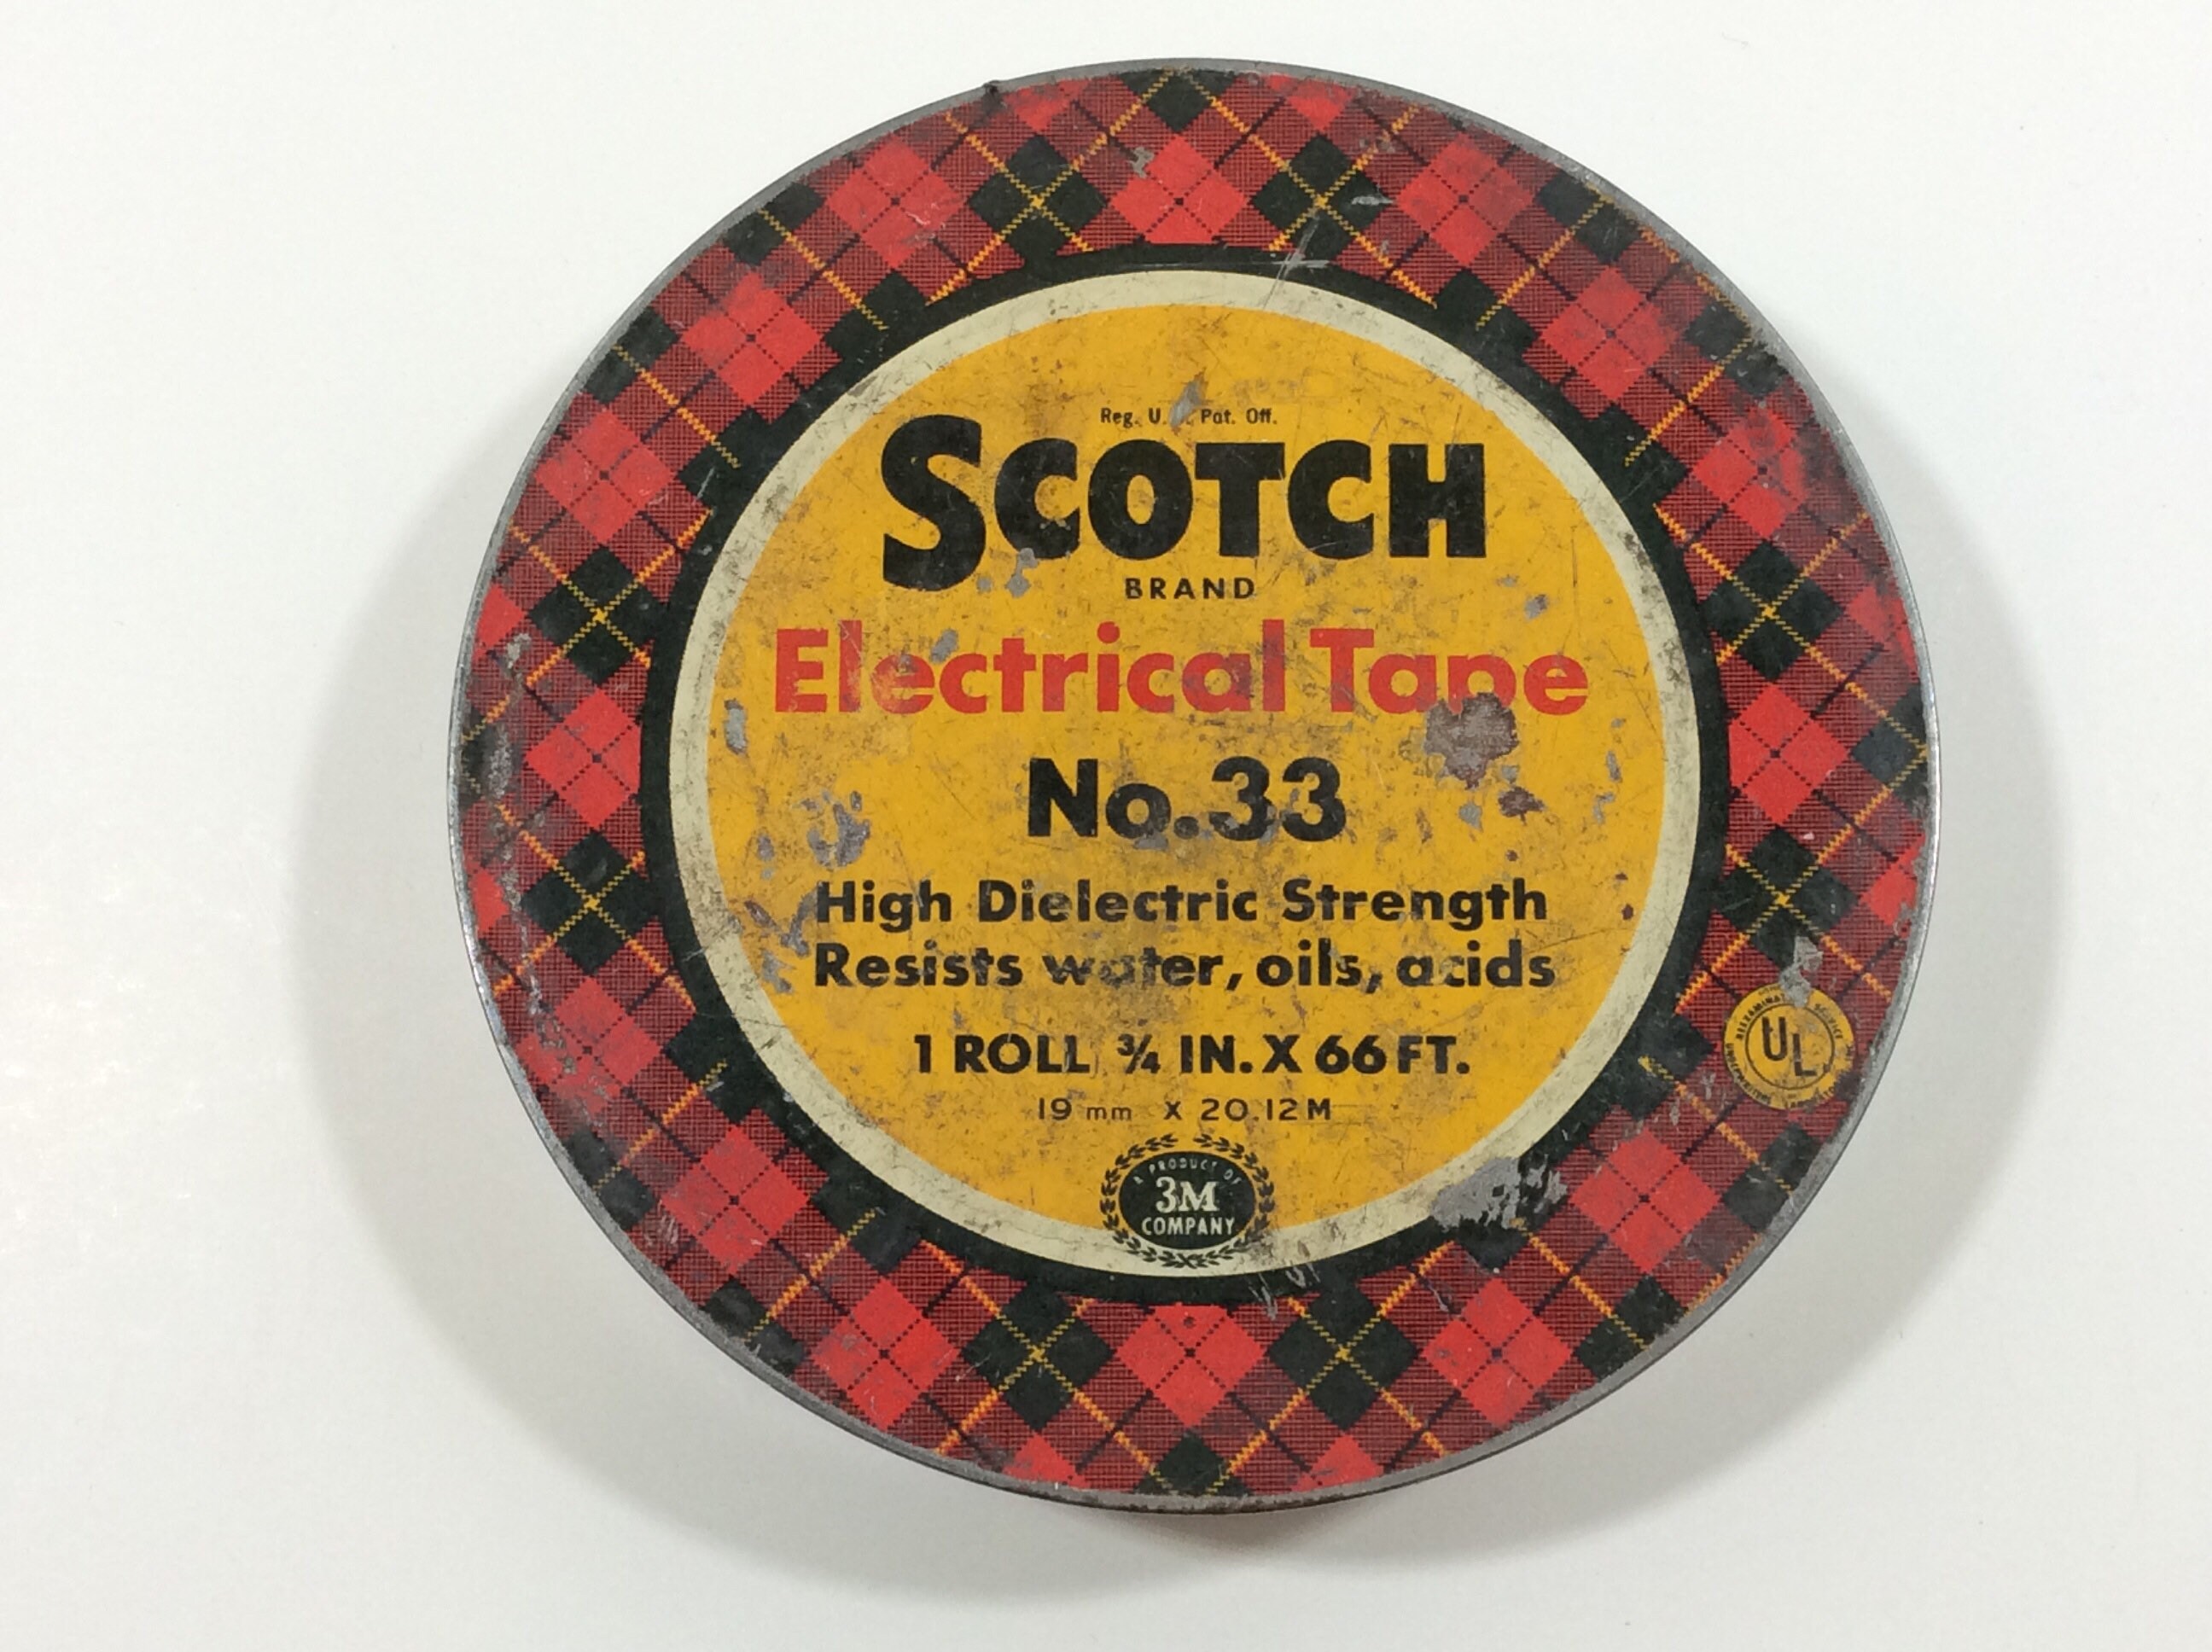 Reg. U. Pat. Off.
SCOTCH
BRAND
Electrical Tape
No.33
High Dielectric Strength
Resists water, oils, acids
1 ROLL ¾ IN. X 66 FT.
19 mm X 20.12 M
A PRODUCT OF
3M
COMPANY
UL